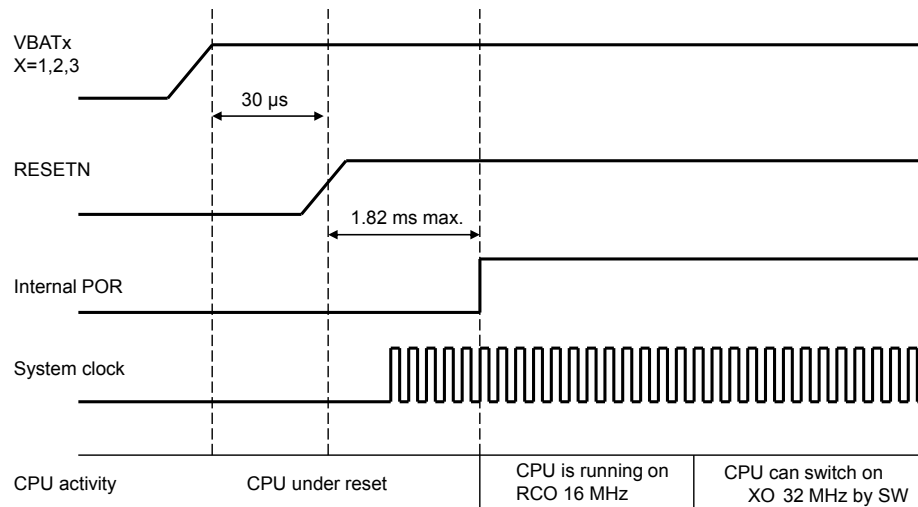 VBATx
X=1,2,3
30 µs
RESETN
1.82 ms max.
Internal POR
System clock
CPU activity
CPU under reset
CPU is running on
RCO 16 MHz
CPU can switch on
XO 32 MHz by SW